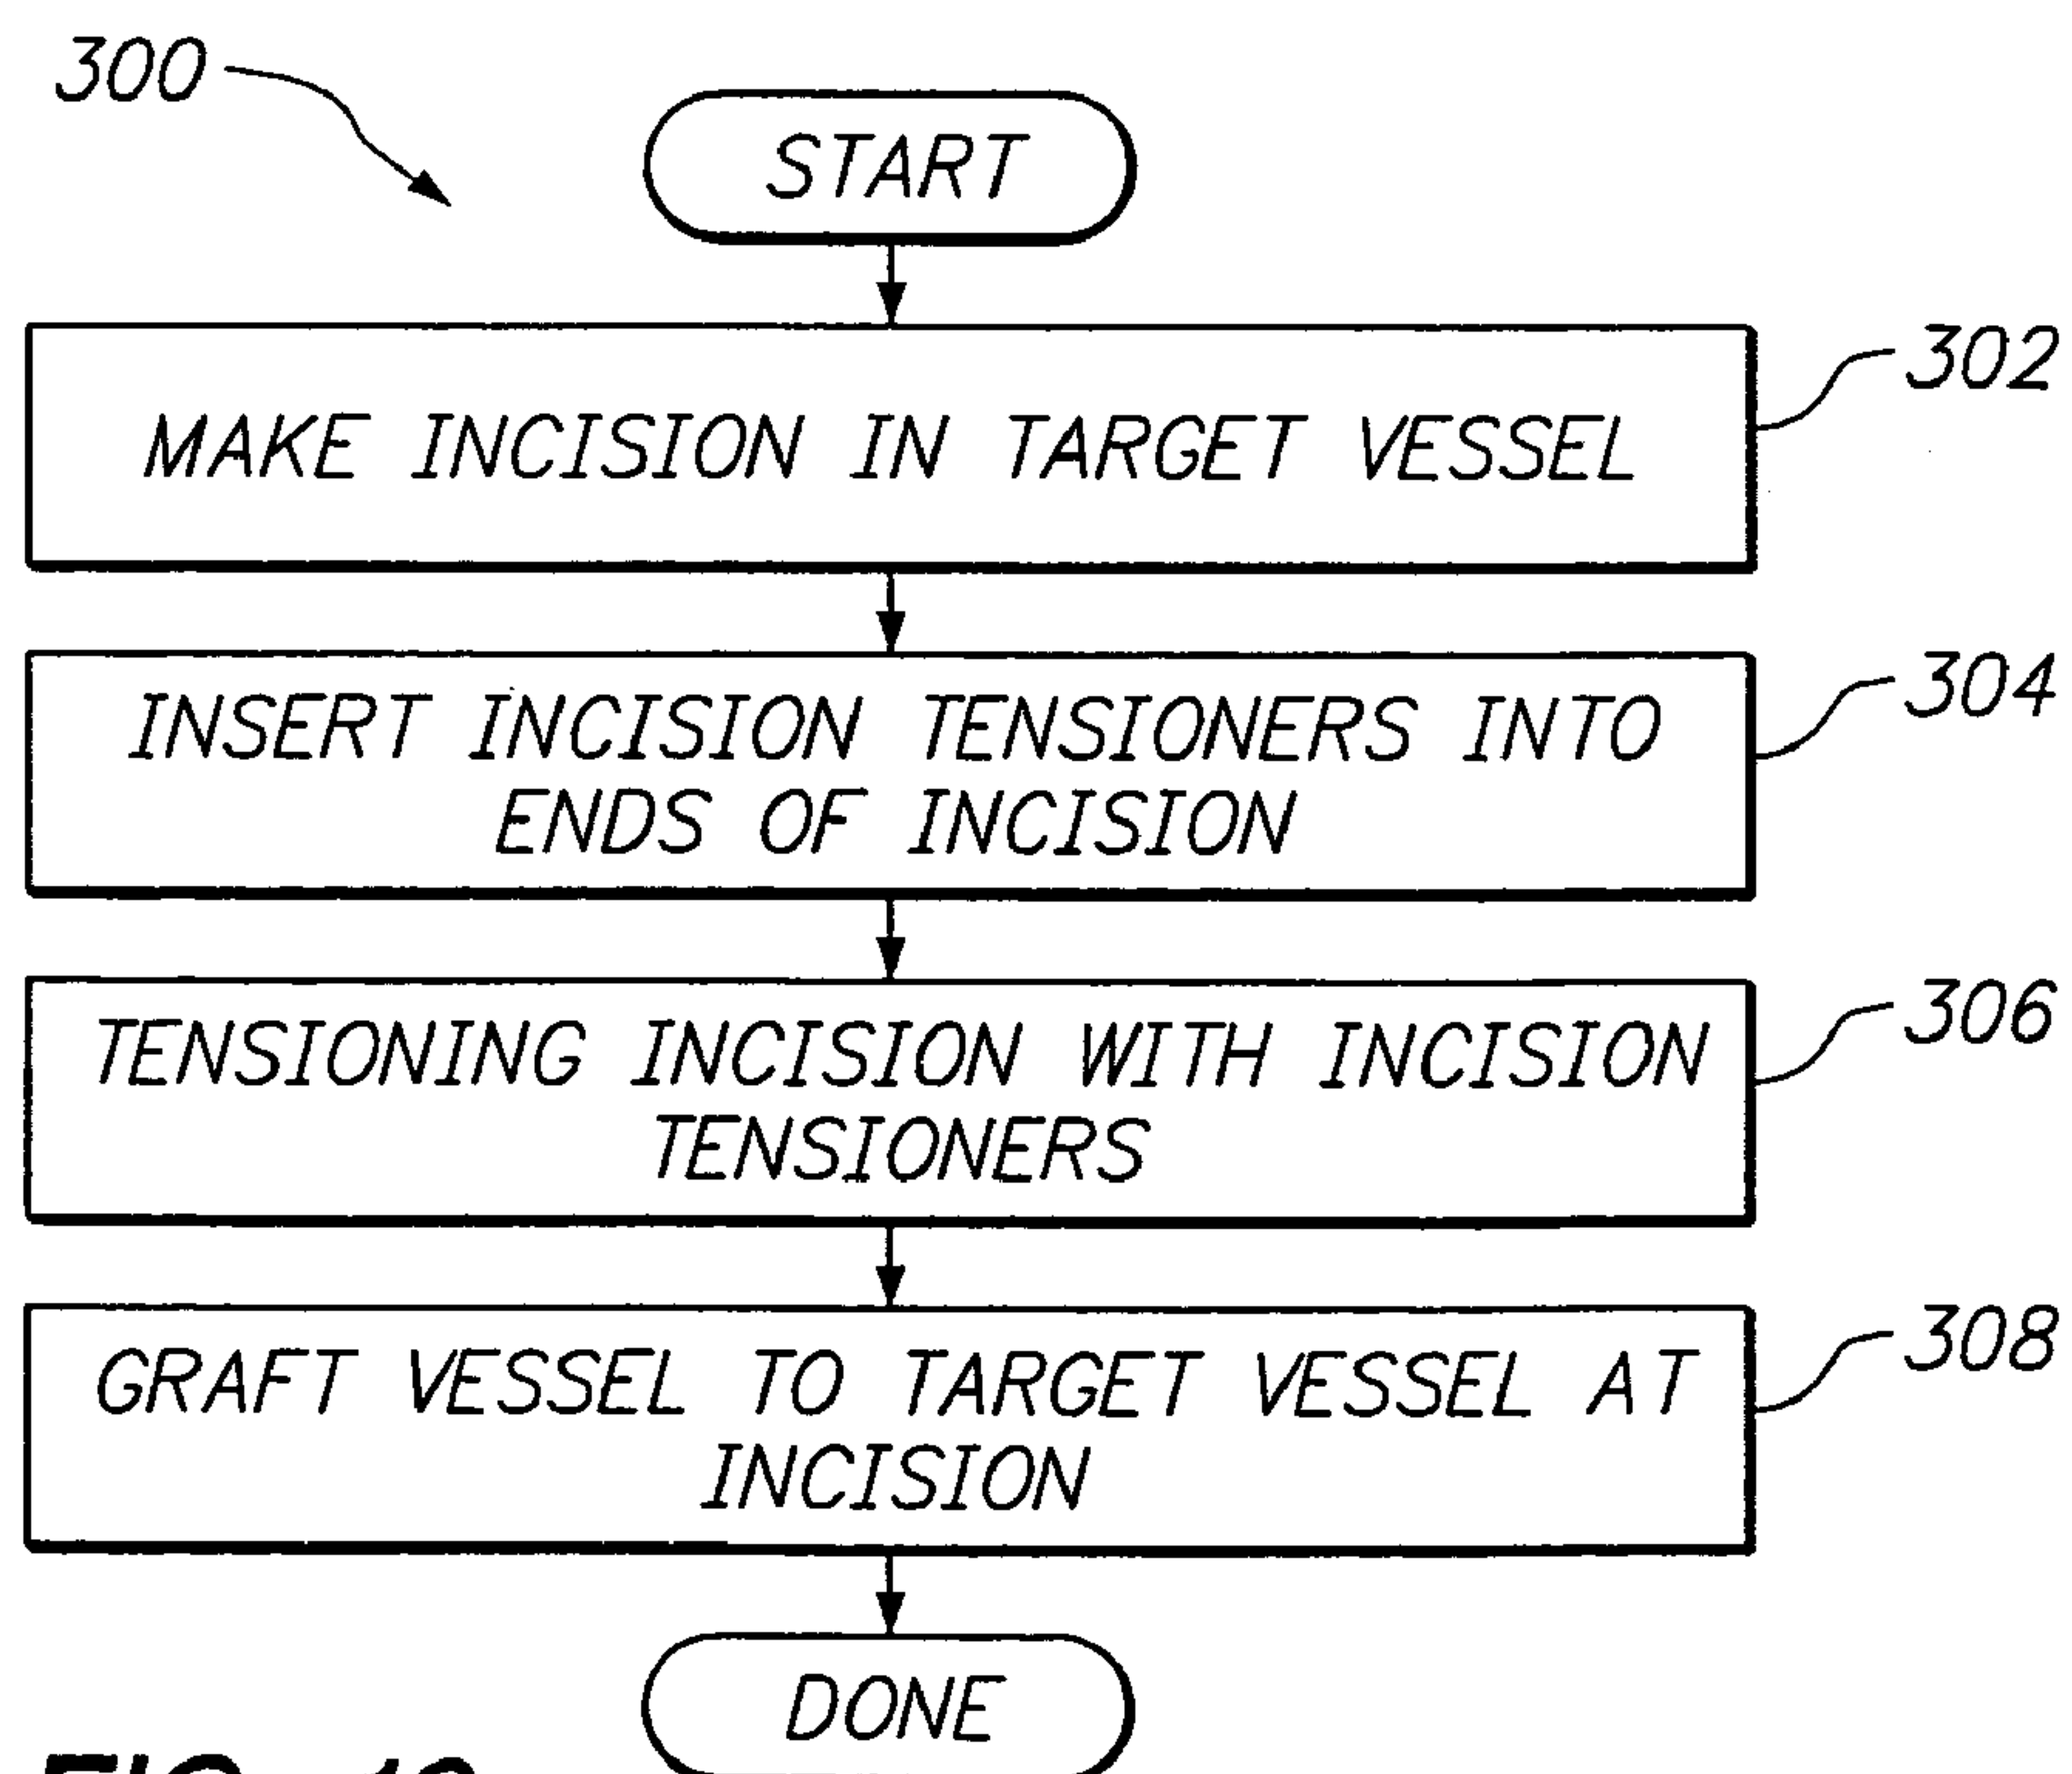 300
START
MAKE INCISION IN TARGET VESSEL
302
INSERT INCISION TENSIONERS INTO
ENDS OF INCISION
304
TENSIONING INCISION WITH INCISION
TENSIONERS
306
GRAFT VESSEL TO TARGET VESSEL AT
INCISION
308
DONE